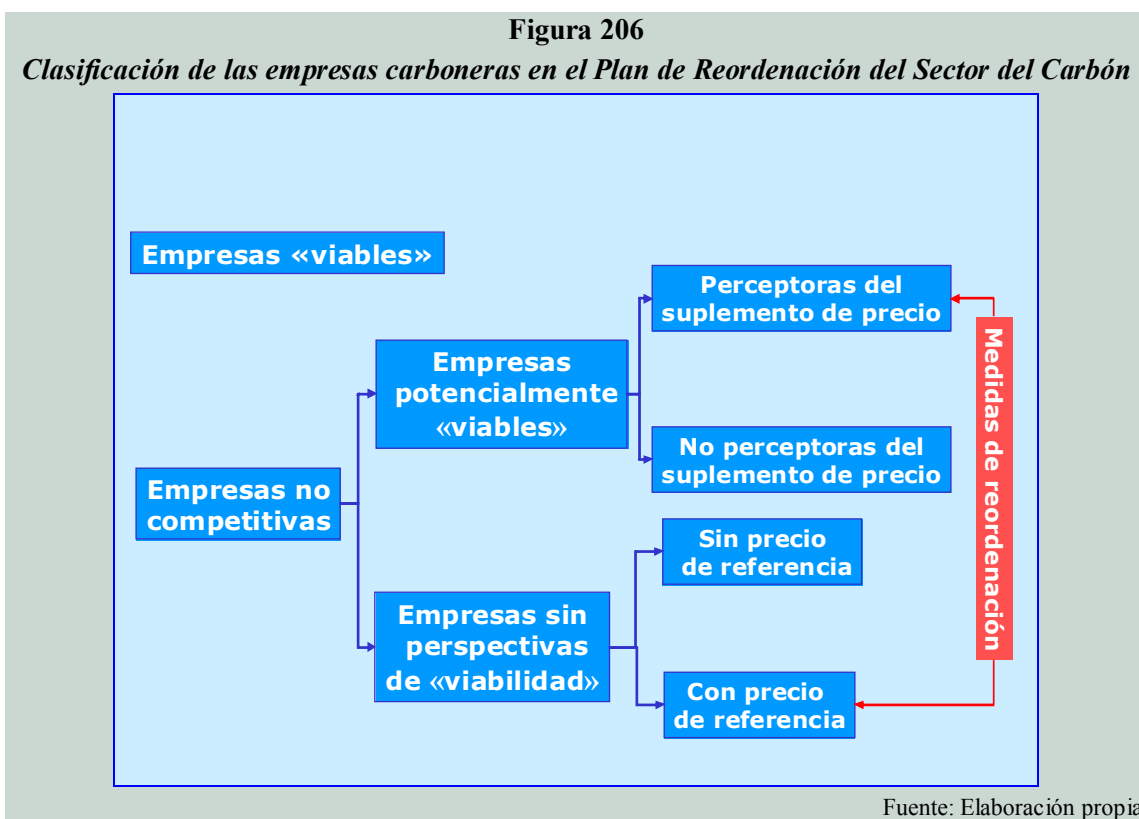 Figura 206
Clasificación de las empresas carboneras en el Plan de Reordenación del Sector del Carbón
Empresas «viables»
Perceptoras del
suplemento de precio
Empresas
potencialmente
«viables»
No perceptoras del
suplemento de precio
Empresas no
competitivas
Sin precio
de referencia
Empresas sin
perspectivas
de «viabilidad»
Con precio
de referencia
Medidas de reordenación
Fuente: Elaboración propia